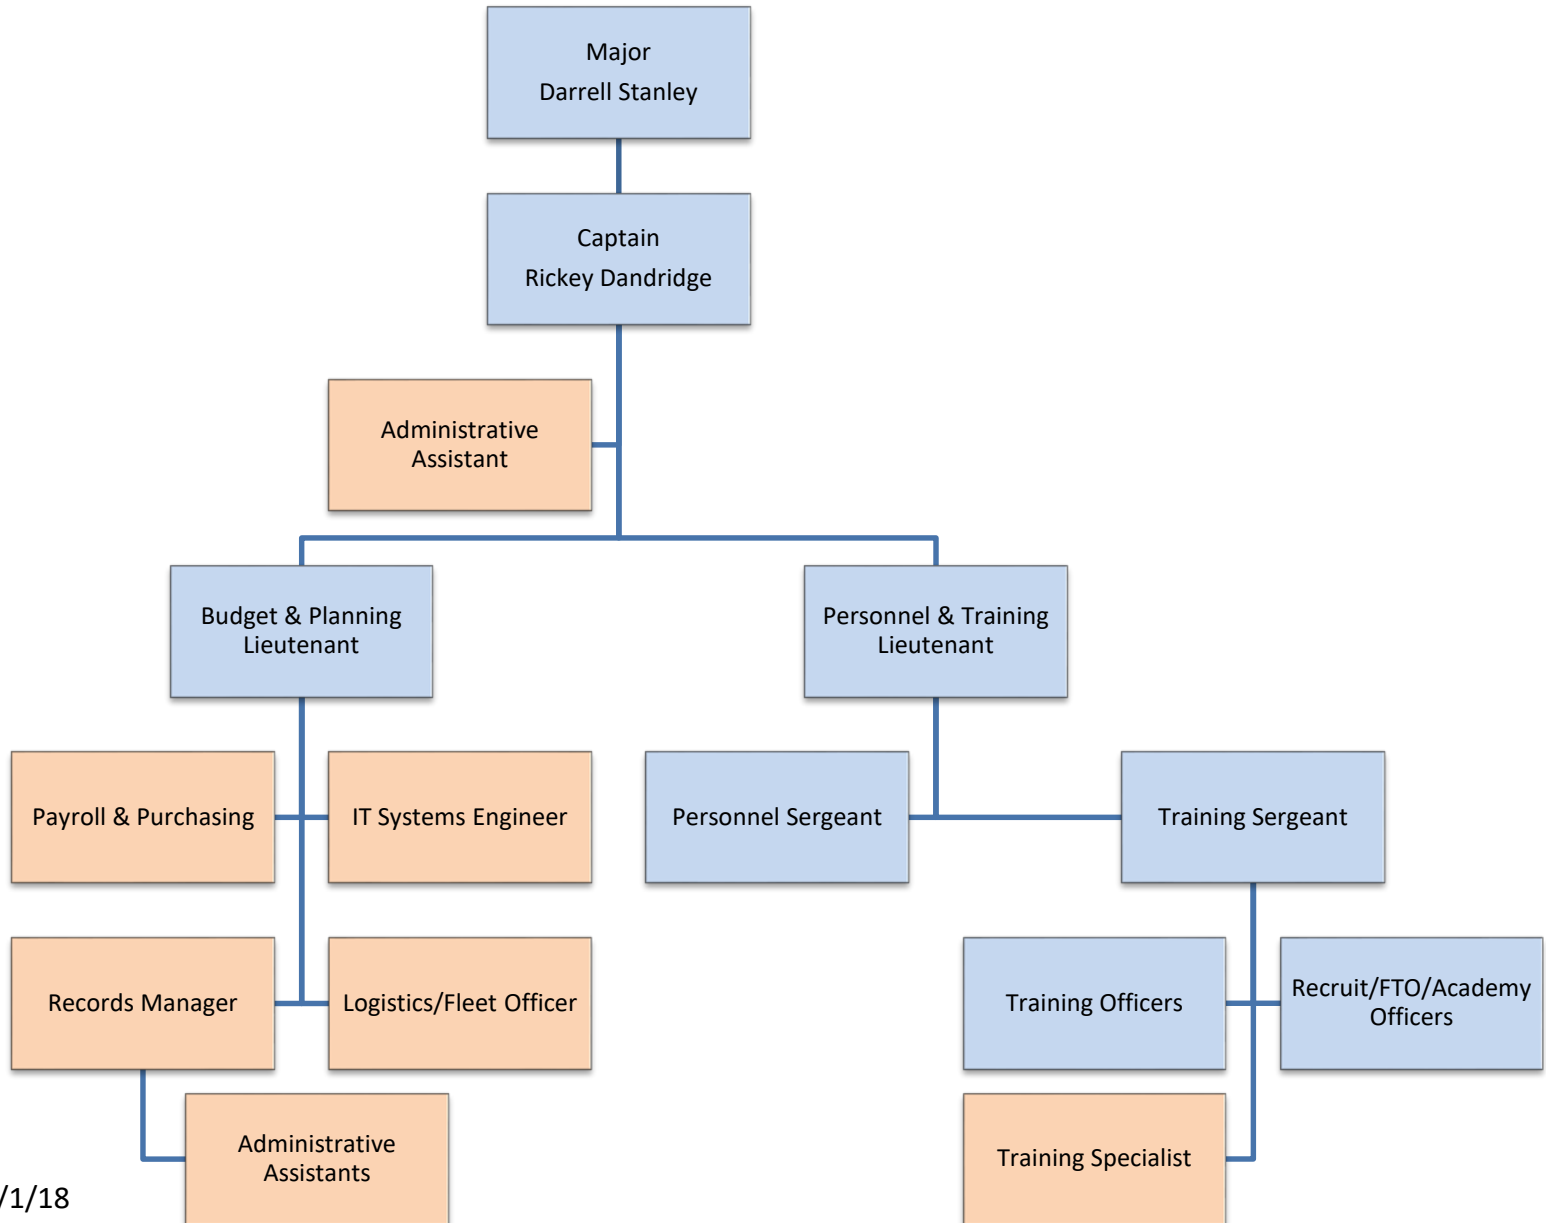 Major
Darrell Stanley
Captain
Rickey Dandridge
Administrative
Assistant
Budget & Planning
Lieutenant
Personnel & Training
Lieutenant
Payroll & Purchasing
IT Systems Engineer
Personnel Sergeant
Training Sergeant
Records Manager
Logistics/Fleet Officer
Training Officers
Recruit/FTO/Academy
Officers
Administrative
Assistants
Training Specialist
/1/18